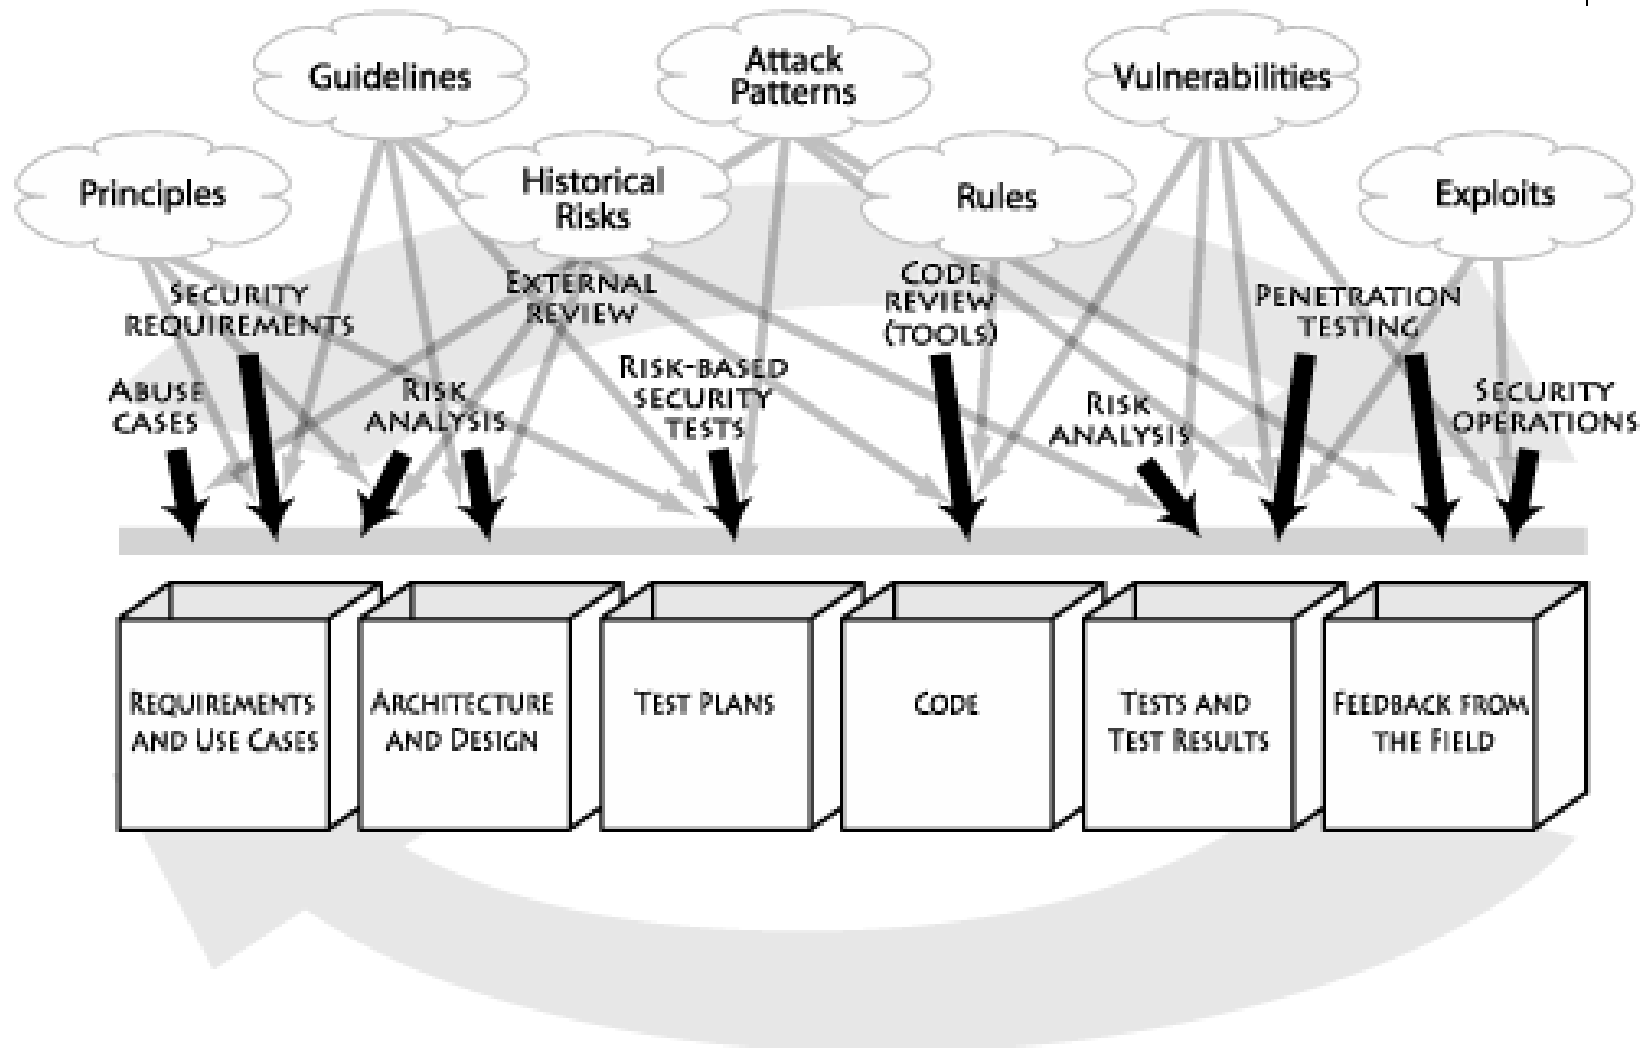 Guidelines
Attack
Patterns
Vulnerabilities
Principles
Historical
Risks
Rules
Exploits
SECURITY
REQUIREMENTS
EXTERNAL
REVIEW
CODE
REVIEW
(TOOLS)
PENETRATION
TESTING
ABUSE
CASES
RISK
ANALYSIS
RISK-BASED
SECURITY
TESTS
RISK
ANALYSIS
SECURITY
OPERATIONS
REQUIREMENTS
AND USE CASES
ARCHITECTURE
AND DESIGN
TEST PLANS
CODE
TESTS AND
TEST RESULTS
FEEDBACK FROM
THE FIELD